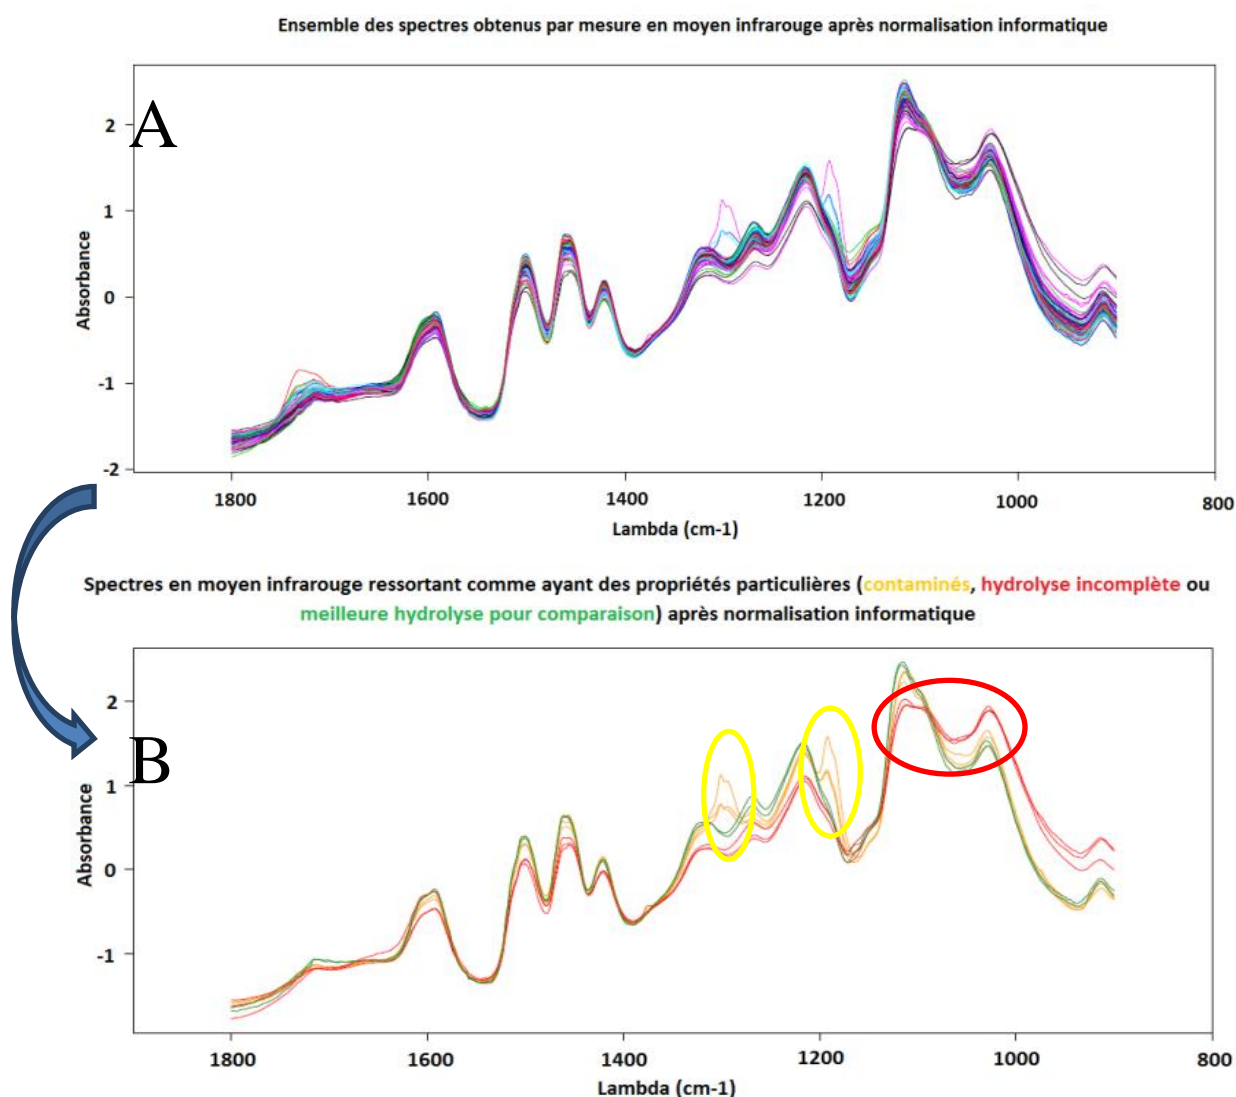 Ensemble des spectres obtenus par mesure en moyen infrarouge après normalisation informatique
A
2
1
0
-1
-2
Absorbance
1800 1600 1400 1200 1000 800
Lambda (cm-1)
Spectres en moyen infrarouge ressortant comme ayant des propriétés particulières (contaminés, hydrolyse incomplète ou
meilleure hydrolyse pour comparaison) après normalisation informatique
B
2
1
0
-1
Absorbance
1800 1600 1400 1200 1000 800
Lambda (cm-1)